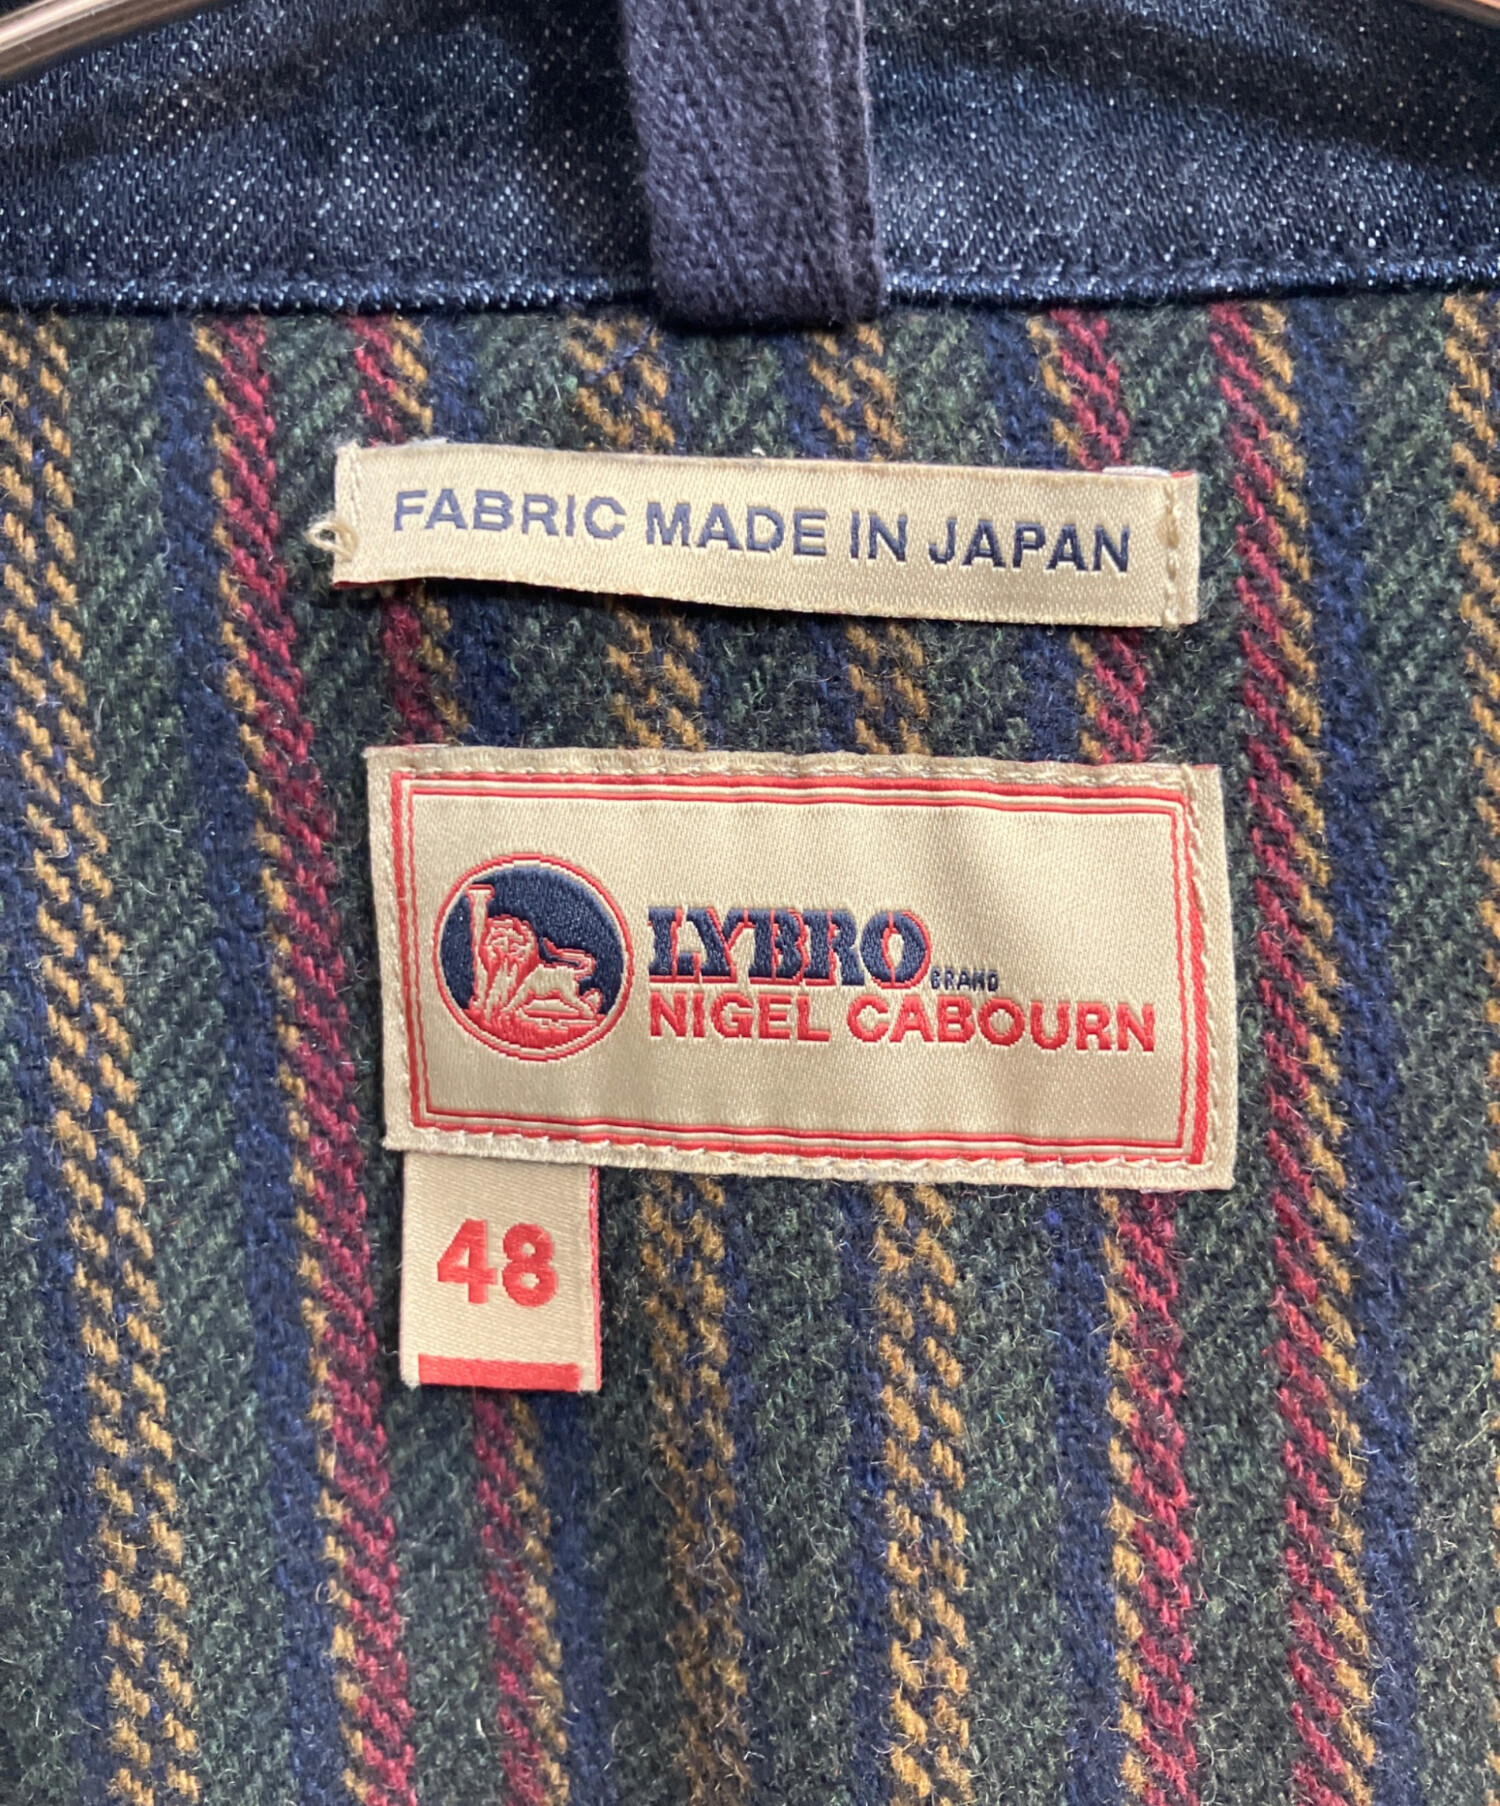 FABRIC MADE IN JAPAN
LYBRO BRAND
NIGEL CABOURN
48